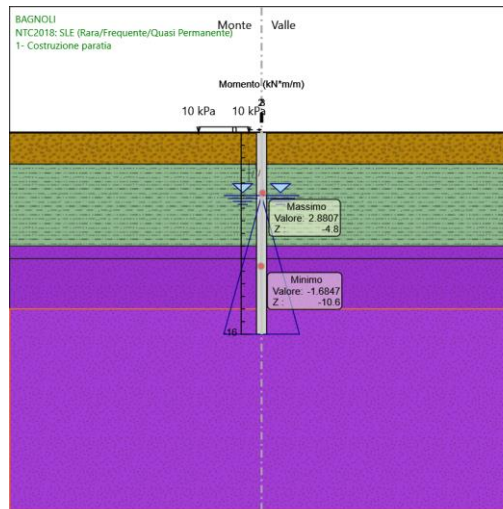 BAGNOLI
NTC2018: SLE (Rara/Frequente/Quasi Permanente)
1- Costruzione paratia
Monte
Valle
Momento (kN*m/m)
10 kPa
10 kPa
Massimo
Valore: 2.8807
Z : -4.8
Minimo
Valore: -1.6847
Z : -10.6
-16